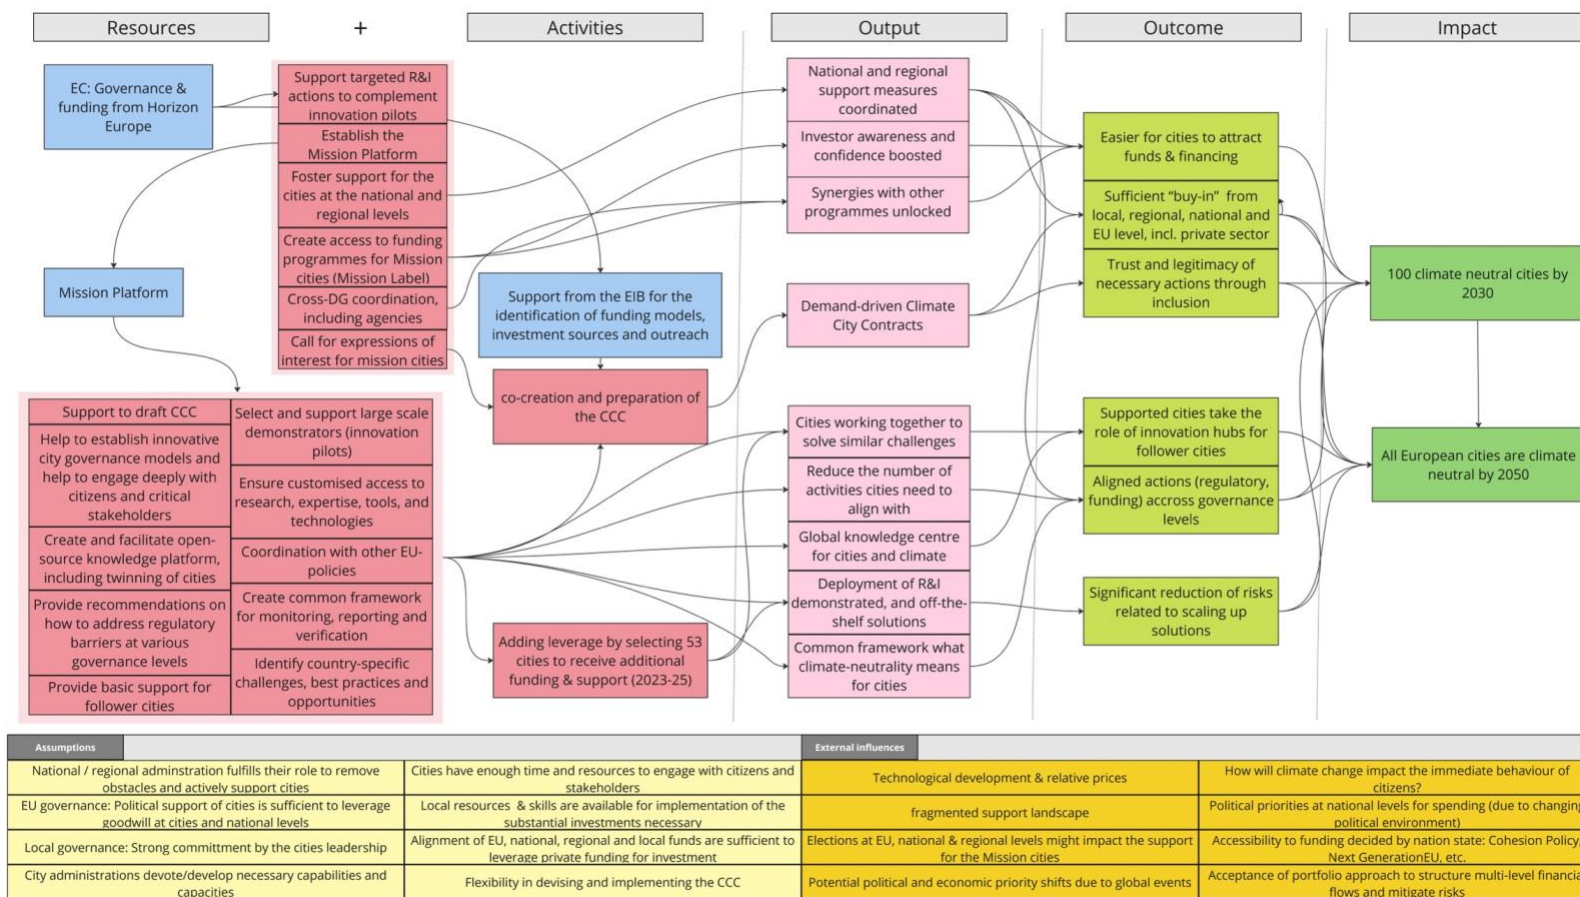 Resources
+
Activities
Output
Outcome
Impact
EC: Governance &
funding from Horizon
Europe
Mission Platform
Support targeted R&I
actions to complement
innovation pilots
Establish the
Mission Platform
Foster support for the
cities at the national and
regional levels
Create access to funding
programmes for Mission
cities (Mission Label)
Cross-DG coordination,
including agencies
Call for expressions of
interest for mission cities
Support from the EIB for the
identification of funding models,
investment sources and outreach
co-creation and preparation of
the CCC
Support to draft CCC
Help to establish innovative
city governance models and
help to engage deeply with
citizens and critical
stakeholders
Create and facilitate open-
source knowledge platform,
including twinning of cities
Provide recommendations on
how to address regulatory
barriers at various
governance levels
Provide basic support for
follower cities
Select and support large scale
demonstrators (innovation
pilots)
Ensure customised access to
research, expertise, tools, and
technologies
Coordination with other EU-
policies
Create common framework
for monitoring, reporting and
verification
Identify country-specific
challenges, best practices and
opportunities
Adding leverage by selecting 53
cities to receive additional
funding & support (2023-25)
National and regional
support measures
coordinated
Investor awareness and
confidence boosted
Synergies with other
programmes unlocked
Demand-driven Climate
City Contracts
Cities working together to
solve similar challenges
Reduce the number of
activities cities need to
align with
Global knowledge centre
for cities and climate
Deployment of R&I
demonstrated, and off-the-
shelf solutions
Common framework what
climate-neutrality means
for cities
Easier for cities to attract
funds & financing
Sufficient “buy-in” from
local, regional, national and
EU level, incl. private sector
Trust and legitimacy of
necessary actions through
inclusion
Supported cities take the
role of innovation hubs for
follower cities
Aligned actions (regulatory,
funding) accross governance
levels
Significant reduction of risks
related to scaling up
solutions
100 climate neutral cities by
2030
All European cities are climate
neutral by 2050
Assumptions
National / regional adminstration fulfills their role to remove
obstacles and actively support cities
EU governance: Political support of cities is sufficient to leverage
goodwill at cities and national levels
Local governance: Strong committment by the cities leadership
City administrations devote/develop necessary capabilities and
capacities
Cities have enough time and resources to engage with citizens and
stakeholders
Local resources & skills are available for implementation of the
substantial investments necessary
Alignment of EU, national, regional and local funds are sufficient to
leverage private funding for investment
Flexibility in devising and implementing the CCC
External influences
Technological development & relative prices
fragmented support landscape
Elections at EU, national & regional levels might impact the support
for the Mission cities
Potential political and economic priority shifts due to global events
How will climate change impact the immediate behaviour of
citizens?
Political priorities at national levels for spending (due to changing
political environment)
Accessibility to funding decided by nation state: Cohesion Policy,
Next GenerationEU, etc.
Acceptance of portfolio approach to structure multi-level financial
flows and mitigate risks